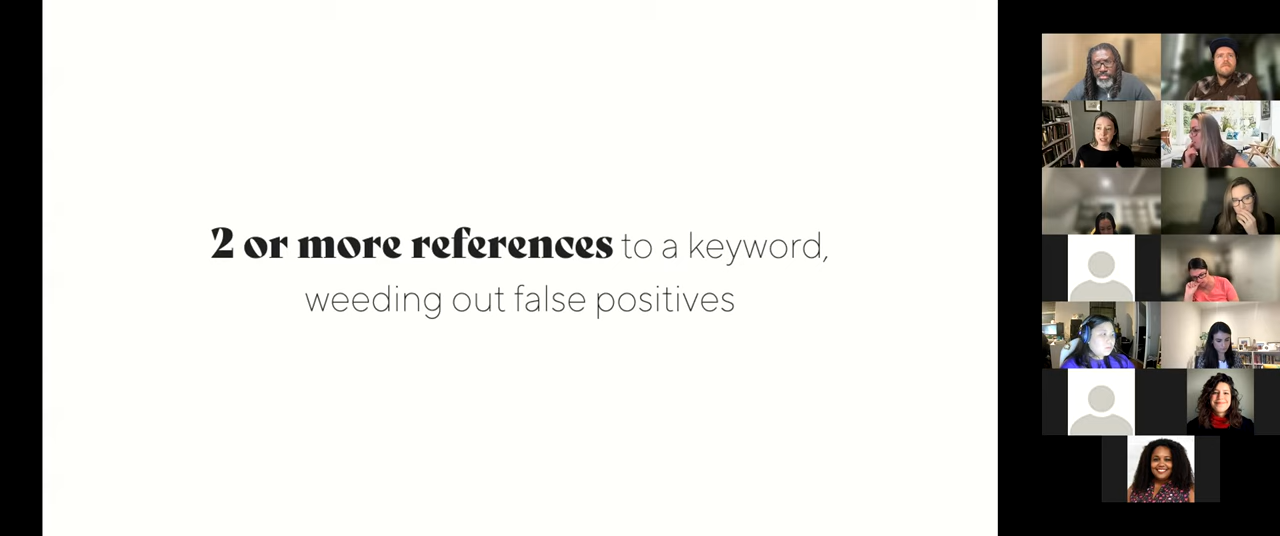 2 or more references to a keyword,
weeding out false positives